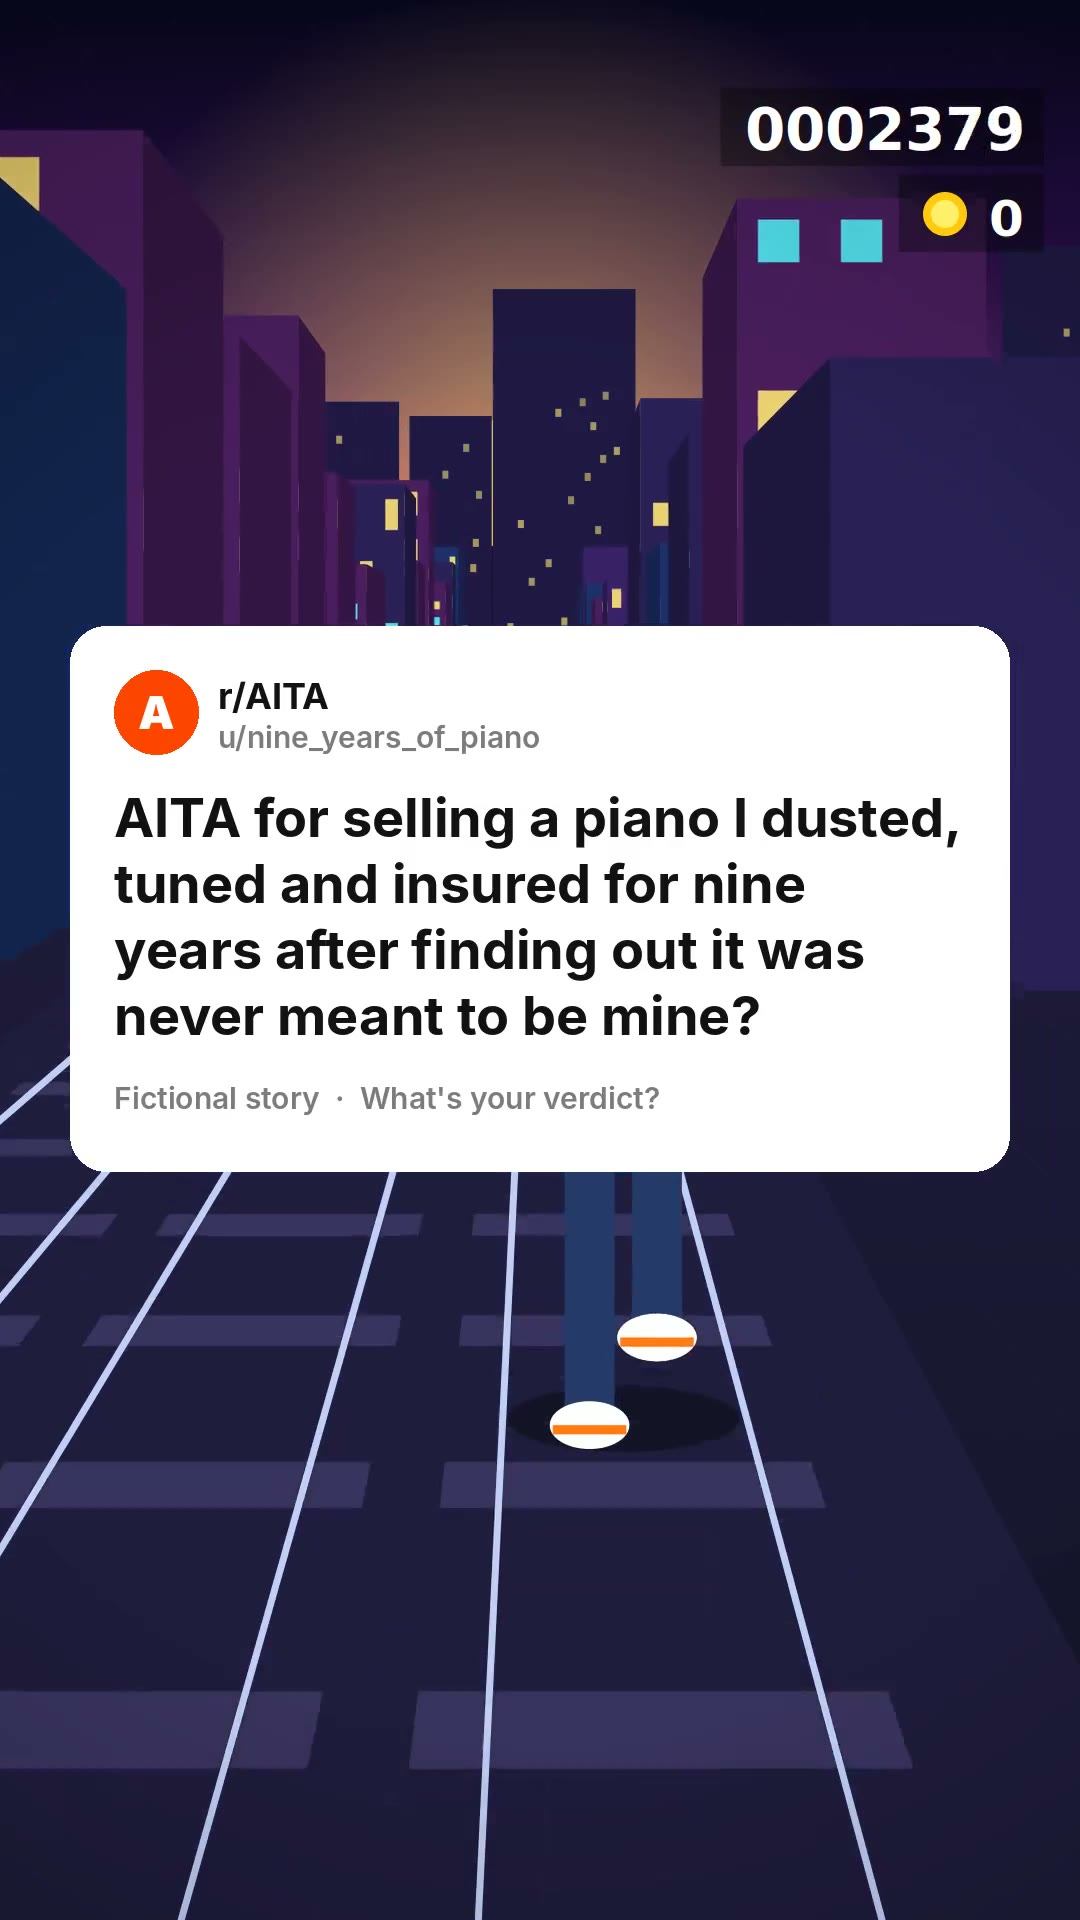 0002379
0
A
r/AITA
u/nine_years_of_piano
AITA for selling a piano I dusted,
tuned and insured for nine
years after finding out it was
never meant to be mine?
Fictional story · What's your verdict?